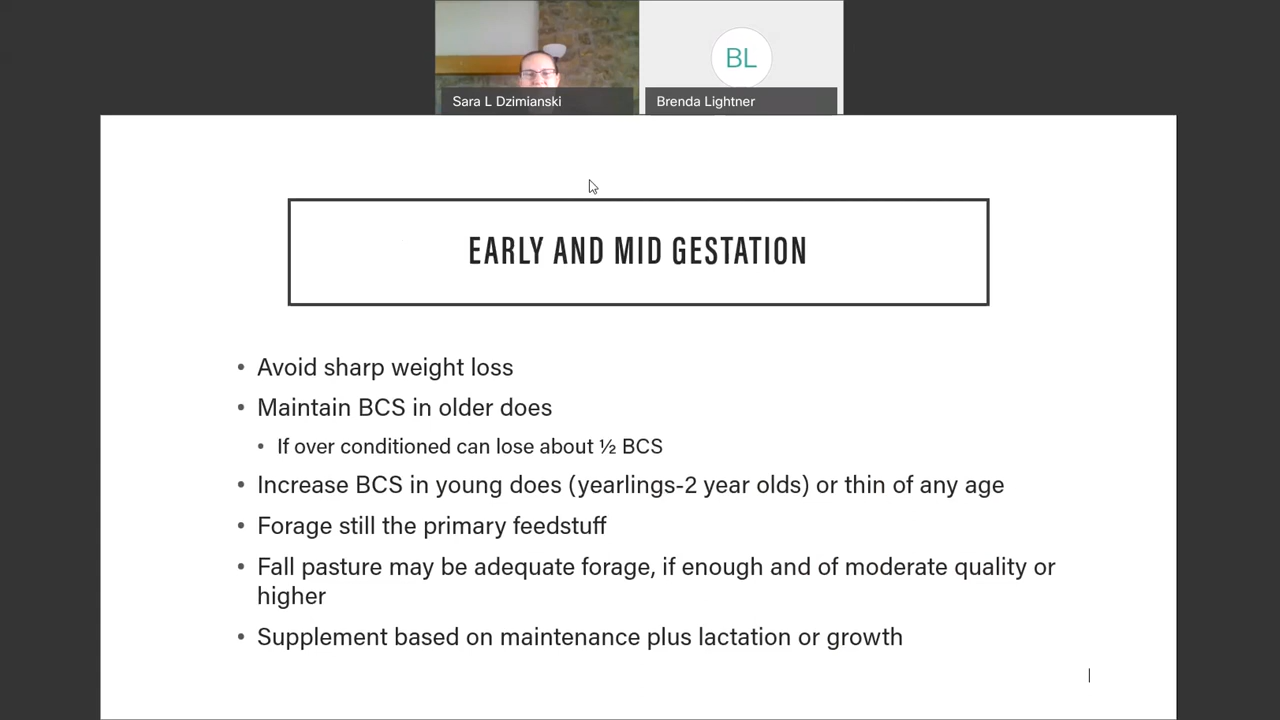 Sara L Dzimianski
BL
Brenda Lightner
EARLY AND MID GESTATION
• Avoid sharp weight loss
• Maintain BCS in older does
• If over conditioned can lose about ½ BCS
• Increase BCS in young does (yearlings-2 year olds) or thin of any age
• Forage still the primary feedstuff
• Fall pasture may be adequate forage, if enough and of moderate quality or
higher
• Supplement based on maintenance plus lactation or growth